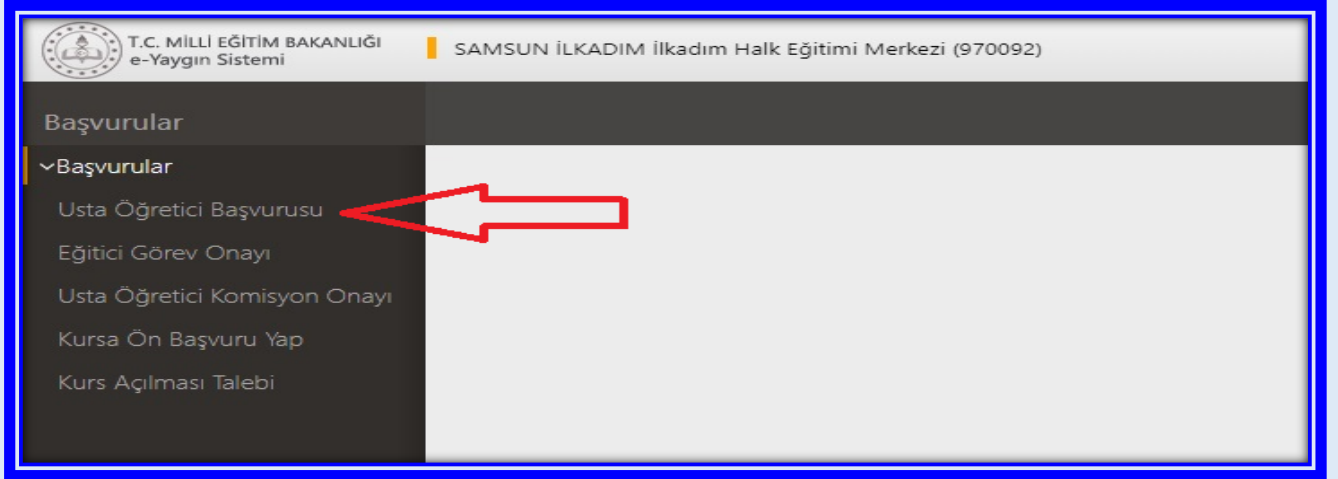 T.C. MİLLİ EĞİTİM BAKANLIĞI
e-Yaygın Sistemi
SAMSUN İLKADIM İlkadım Halk Eğitimi Merkezi (970092)
Başvurular
Başvurular
Usta Öğretici Başvurusu
Eğitici Görev Onayı
Usta Öğretici Komisyon Onayı
Kursa Ön Başvuru Yap
Kurs Açılması Talebi